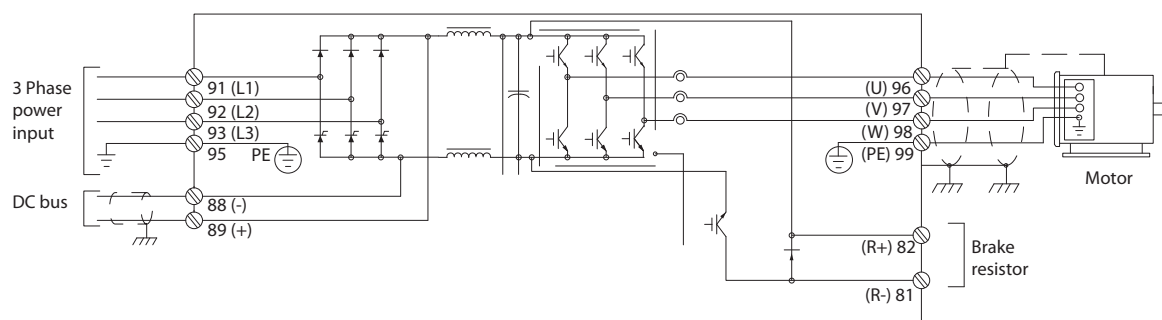 3 Phase
power
input
91 (L1)
92 (L2)
93 (L3)
95 PE
DC bus
88 (-)
89 (+)
(U) 96
(V) 97
(W) 98
(PE) 99
Motor
(R+) 82
Brake
resistor
(R-) 81